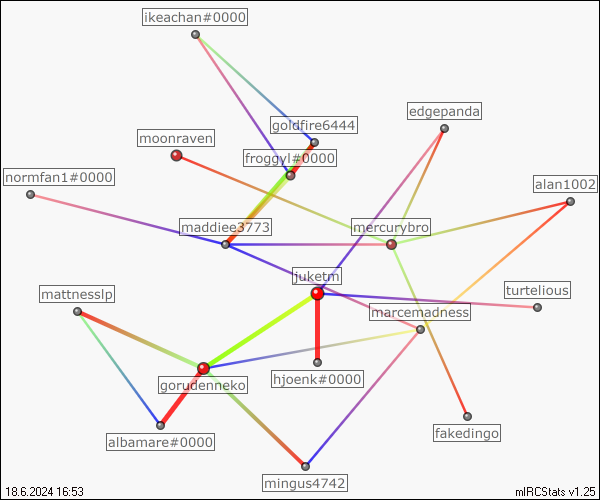 ikeachan#0000
edgepanda
goldfire6444
moonraven
froggyl#0000
normfan1#0000
alan1002
maddiee3773
mercurybro
juketm
mattnesslp
turtelious
marcemadness
hjoenk#0000
gorudenneko
fakedingo
albamare#0000
mingus4742
18.6.2024 16:53
mIRCStats v1.25